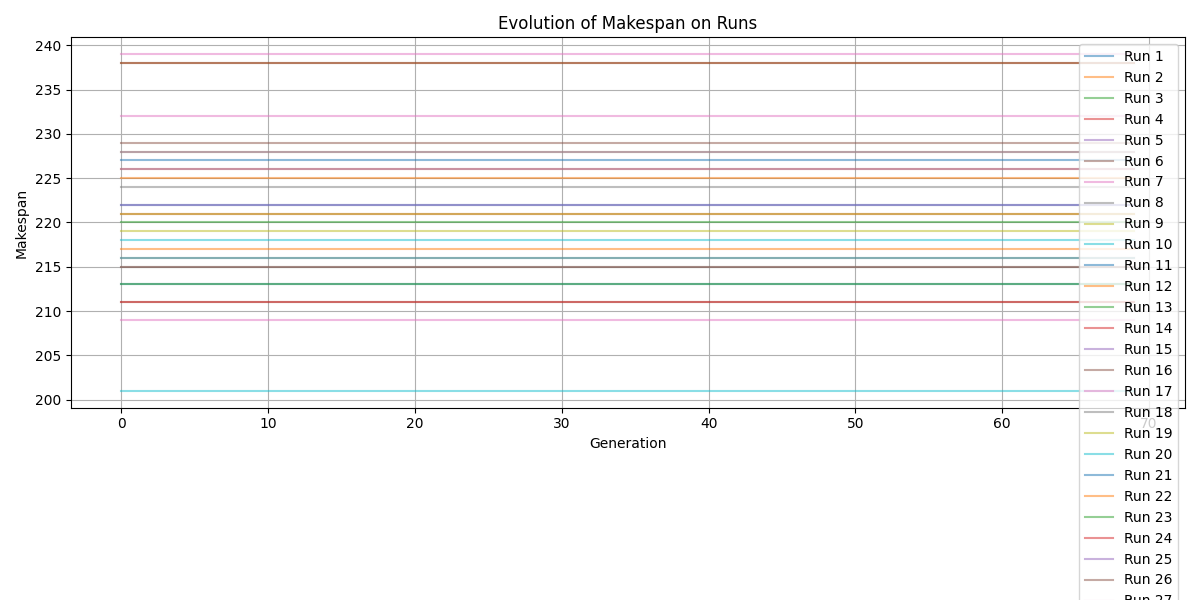 Evolution of Makespan on Runs
Makespan
240
235
230
225
220
215
210
205
200
0
10
20
30
40
50
60
70
Generation
Run 1
Run 2
Run 3
Run 4
Run 5
Run 6
Run 7
Run 8
Run 9
Run 10
Run 11
Run 12
Run 13
Run 14
Run 15
Run 16
Run 17
Run 18
Run 19
Run 20
Run 21
Run 22
Run 23
Run 24
Run 25
Run 26
Run 27